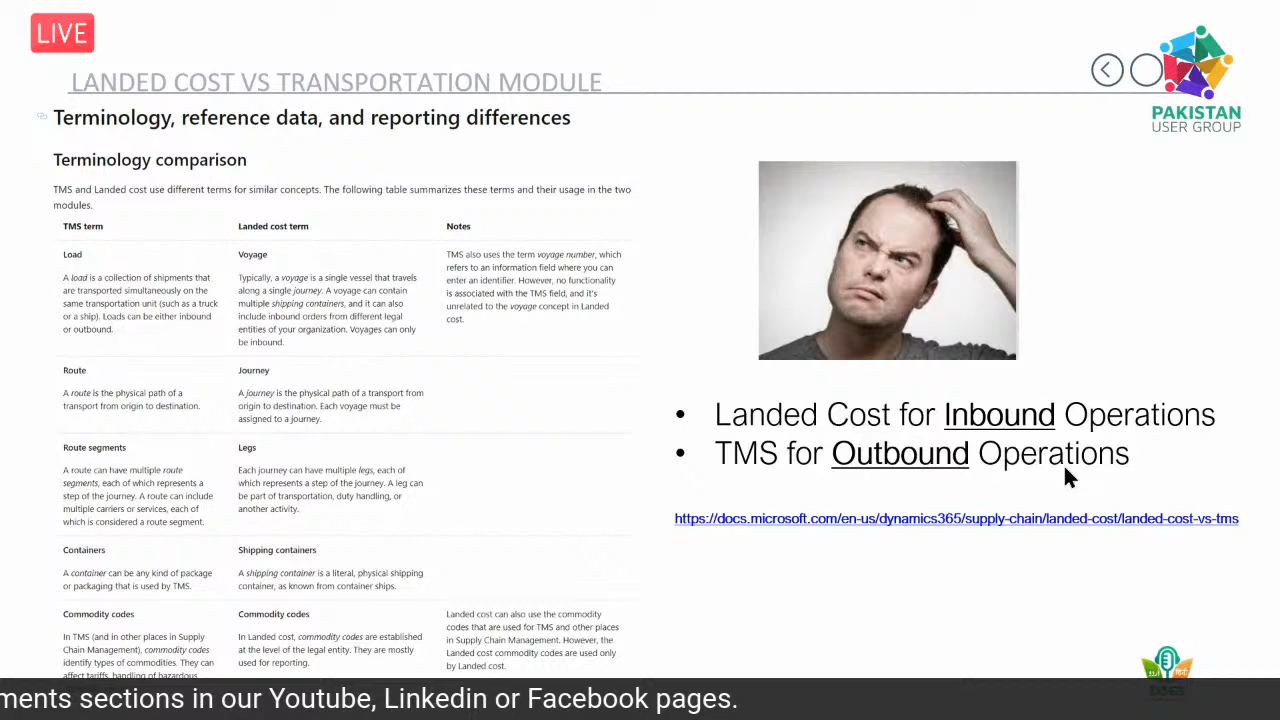 LIVE
LANDED COST VS TRANSPORTATION MODULE
PAKISTAN
USER GROUP
Terminology, reference data, and reporting differences
Terminology comparison
TMS and Landed cost use different terms for similar concepts. The following table summarizes these terms and their usage in the two
modules.
TMS term
Landed cost term
Notes
Load
Voyage
TMS also uses the term voyage number, which
refers to an information field where you can
enter an identifier. However, no functionality
is associated with the TMS field, and it's
unrelated to the voyage concept in Landed
cost.
A load is a collection of shipments that
are transported simultaneously on the
same transportation unit (such as a truck
or a ship). Loads can be either inbound
or outbound.
Typically, a voyage is a single vessel that travels
along a single journey. A voyage can contain
multiple shipping containers, and it can also
include inbound orders from different legal
entities of your organization. Voyages can only
be inbound.
Route
Journey
A route is the physical path of a
transport from origin to destination.
A journey is the physical path of a transport from
origin to destination. Each voyage must be
assigned to a journey.
Route segments
Legs
A route can have multiple route
segments, each of which represents a
step of the journey. A route can include
multiple carriers or services, each of
which is considered a route segment.
Each journey can have multiple legs, each of
which represents a step of the journey. A leg can
be part of transportation, duty handling, or
another activity.
Containers
Shipping containers
A container can be any kind of package
or packaging that is used by TMS.
A shipping container is a literal, physical shipping
container, as known from container ships.
Commodity codes
Commodity codes
Landed cost can also use the commodity
codes that are used for TMS and other places
in Supply Chain Management. However, the
Landed cost commodity codes are used only
by Landed cost.
In TMS (and in other places in Supply
Chain Management), commodity codes
identify types of commodities. They can
affect tariffs, handling of hazardous
In Landed cost, commodity codes are established
at the level of the legal entity. They are mostly
used for reporting.
• Landed Cost for Inbound Operations
• TMS for Outbound Operations
https://docs.microsoft.com/en-us/dynamics365/supply-chain/landed-cost/landed-cost-vs-tms
ments sections in our Youtube, Linkedin or Facebook pages.